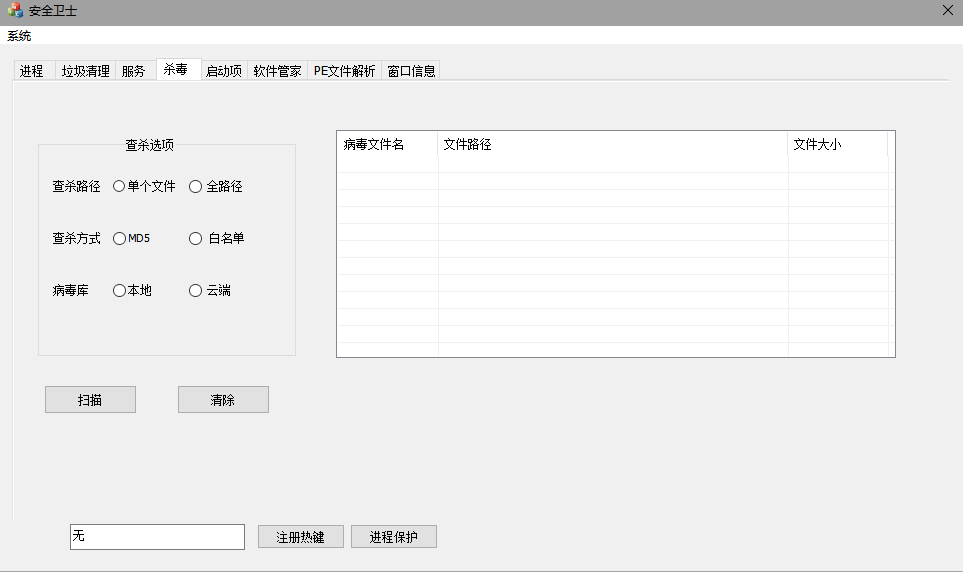 安全卫士
系统
进程 垃圾清理 服务 杀毒 启动项 软件管家 PE文件解析 窗口信息
查杀选项
查杀路径 单个文件 全路径
查杀方式 MD5 白名单
病毒库 本地 云端
病毒文件名 文件路径 文件大小
扫描 清除
无 注册热键 进程保护